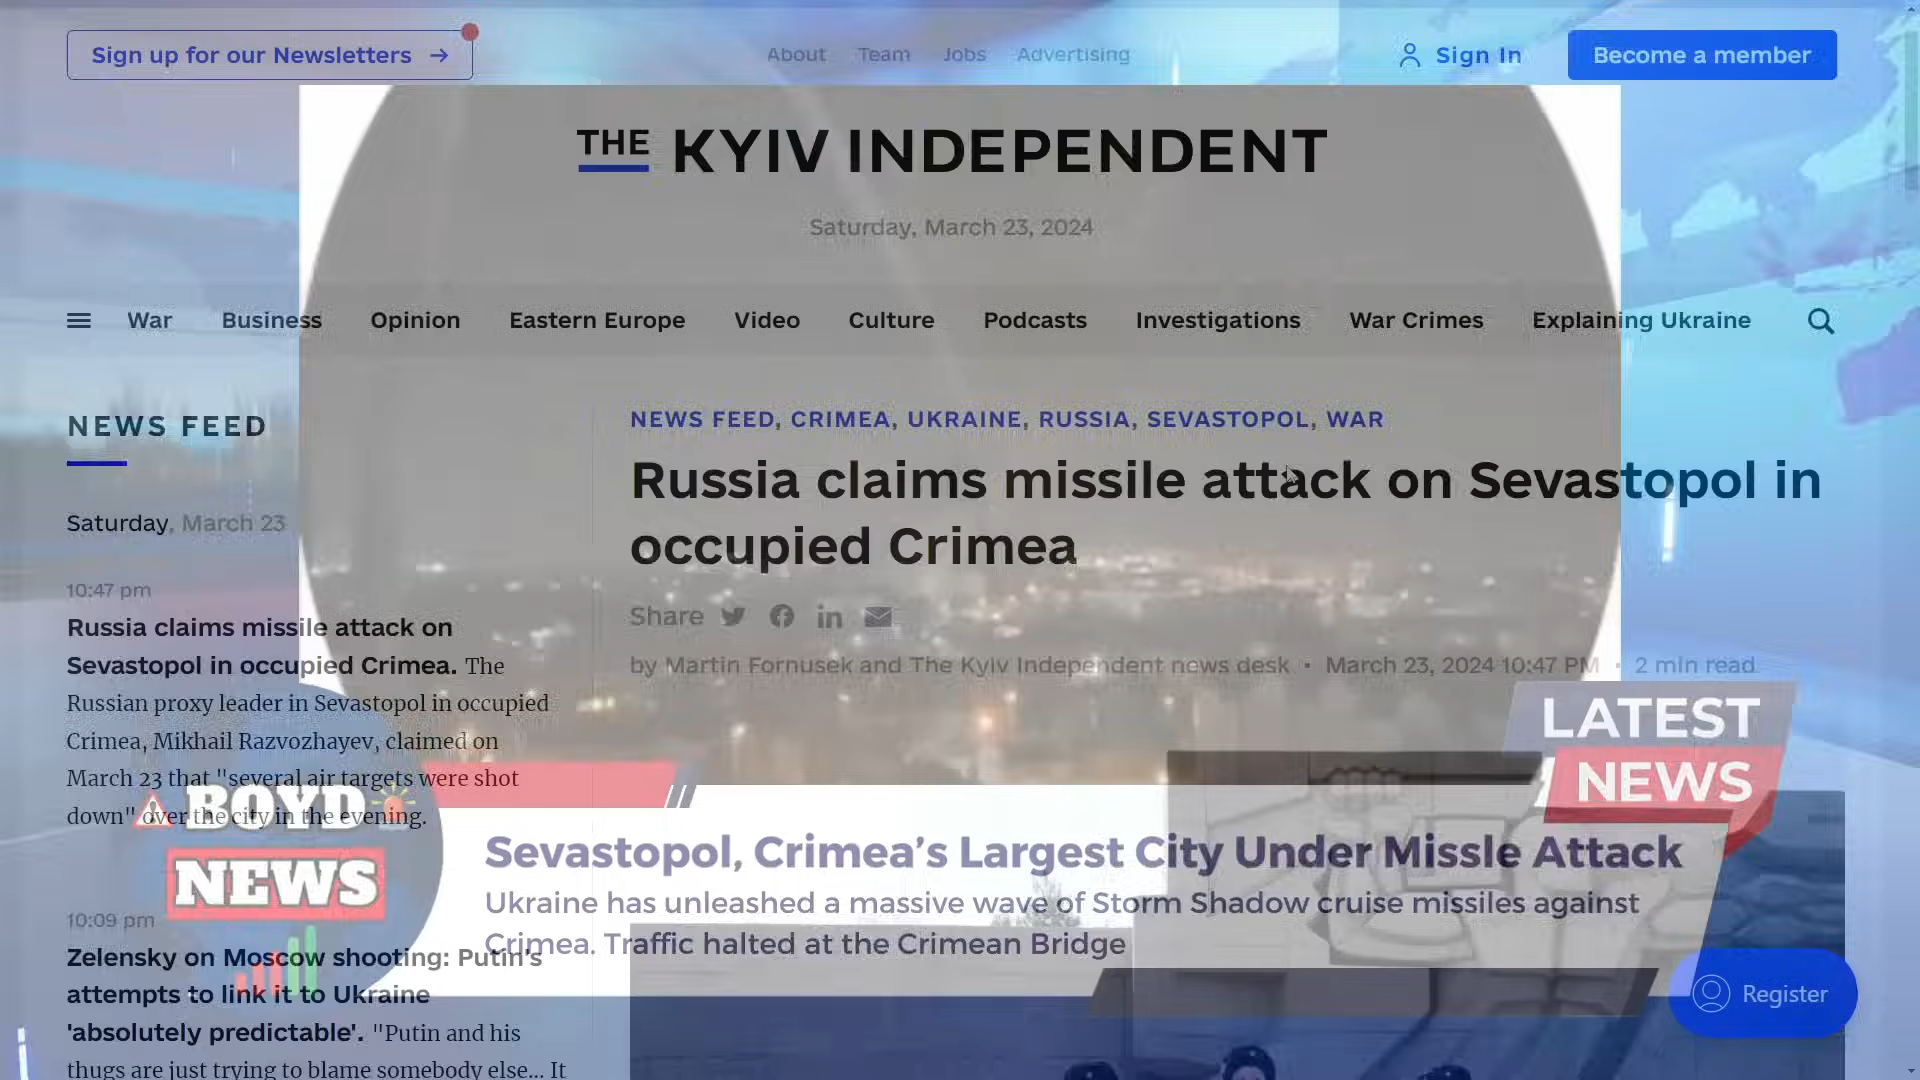 Sign up for our Newsletters →
About Team Jobs Advertising
Sign In
Become a member
THE KYIV INDEPENDENT
Saturday, March 23, 2024
War Business Opinion Eastern Europe Video Culture Podcasts Investigations War Crimes Explaining Ukraine
NEWS FEED
Saturday, March 23
10:47 pm
Russia claims missile attack on
Sevastopol in occupied Crimea. The
Russian proxy leader in Sevastopol in occupied
Crimea, Mikhail Razvozhayev, claimed on
March 23 that "several air targets were shot
down" over the city in the evening.
10:09 pm
Zelensky on Moscow shooting: Putin's
attempts to link it to Ukraine
'absolutely predictable'. "Putin and his
thugs are just trying to blame somebody else... It
NEWS FEED, CRIMEA, UKRAINE, RUSSIA, SEVASTOPOL, WAR
Russia claims missile attack on Sevastopol in
occupied Crimea
Share
by Martin Fornusek and The Kyiv Independent news desk • March 23, 2024 10:47 PM • 2 min read
LATEST
NEWS
BOYD
NEWS
Sevastopol, Crimea's Largest City Under Missle Attack
Ukraine has unleashed a massive wave of Storm Shadow cruise missiles against
Crimea. Traffic halted at the Crimean Bridge
Register